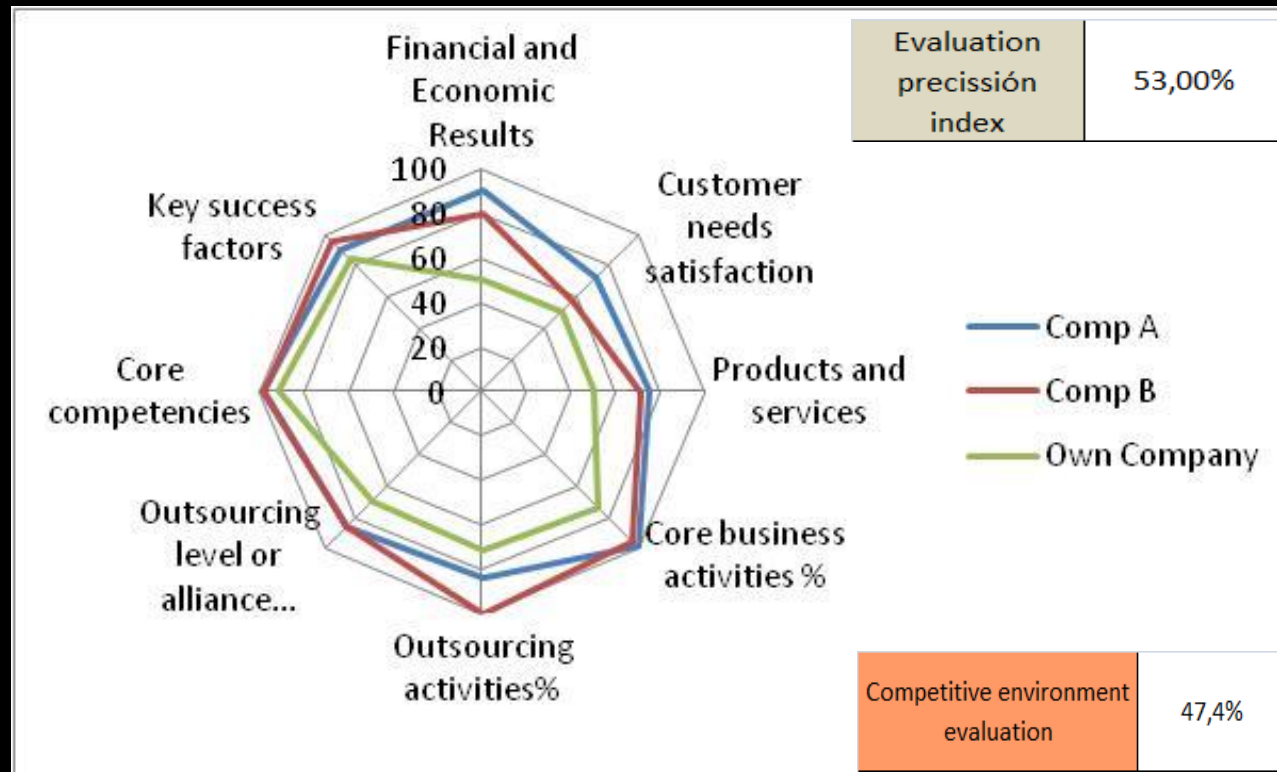 Financial and
Economic
Results
Evaluation
precissión
index
53,00%
100
80
60
40
20
0
Key success
factors
Customer
needs
satisfaction
Core
competencies
Products and
services
Comp A
Comp B
Own Company
Outsourcing
level or
alliance...
Core business
activities %
Outsourcing
activities%
Competitive environment
evaluation
47,4%